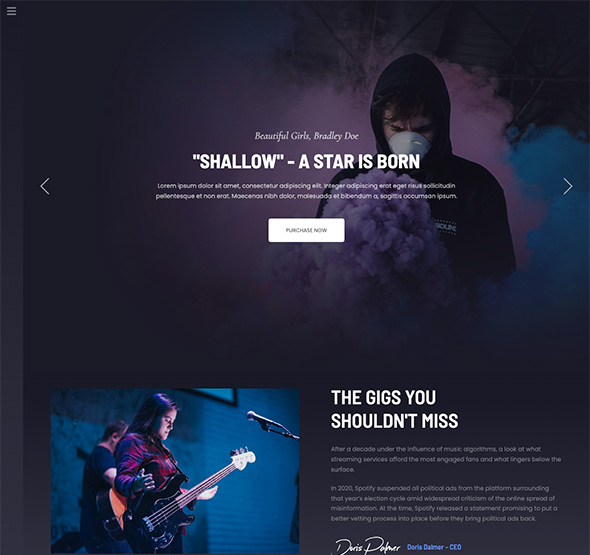 Beautiful Girls, Bradley Doe
"SHALLOW" - A STAR IS BORN
Lorem ipsum dolor sit amet, consectetur adipiscing elit. Integer adipiscing erat eget risus sollicitudin
pellentesque et non erat. Maecenas nibh dolor, malesuada et bibendum a, sagittis accumsan ipsum.
PURCHASE NOW
THE GIGS YOU
SHOULDN'T MISS
After a decade under the influence of music algorithms, a look at what
streaming services afford the most engaged fans and what lingers below the
surface.
In 2020, Spotify suspended all political ads from the platform surrounding
that year's election cycle amid widespread criticism of the online spread of
misinformation. At the time, Spotify released a statement promising to put a
better vetting process into place before they bring political ads back.
Doris Dalmer Doris Dalmer - CEO